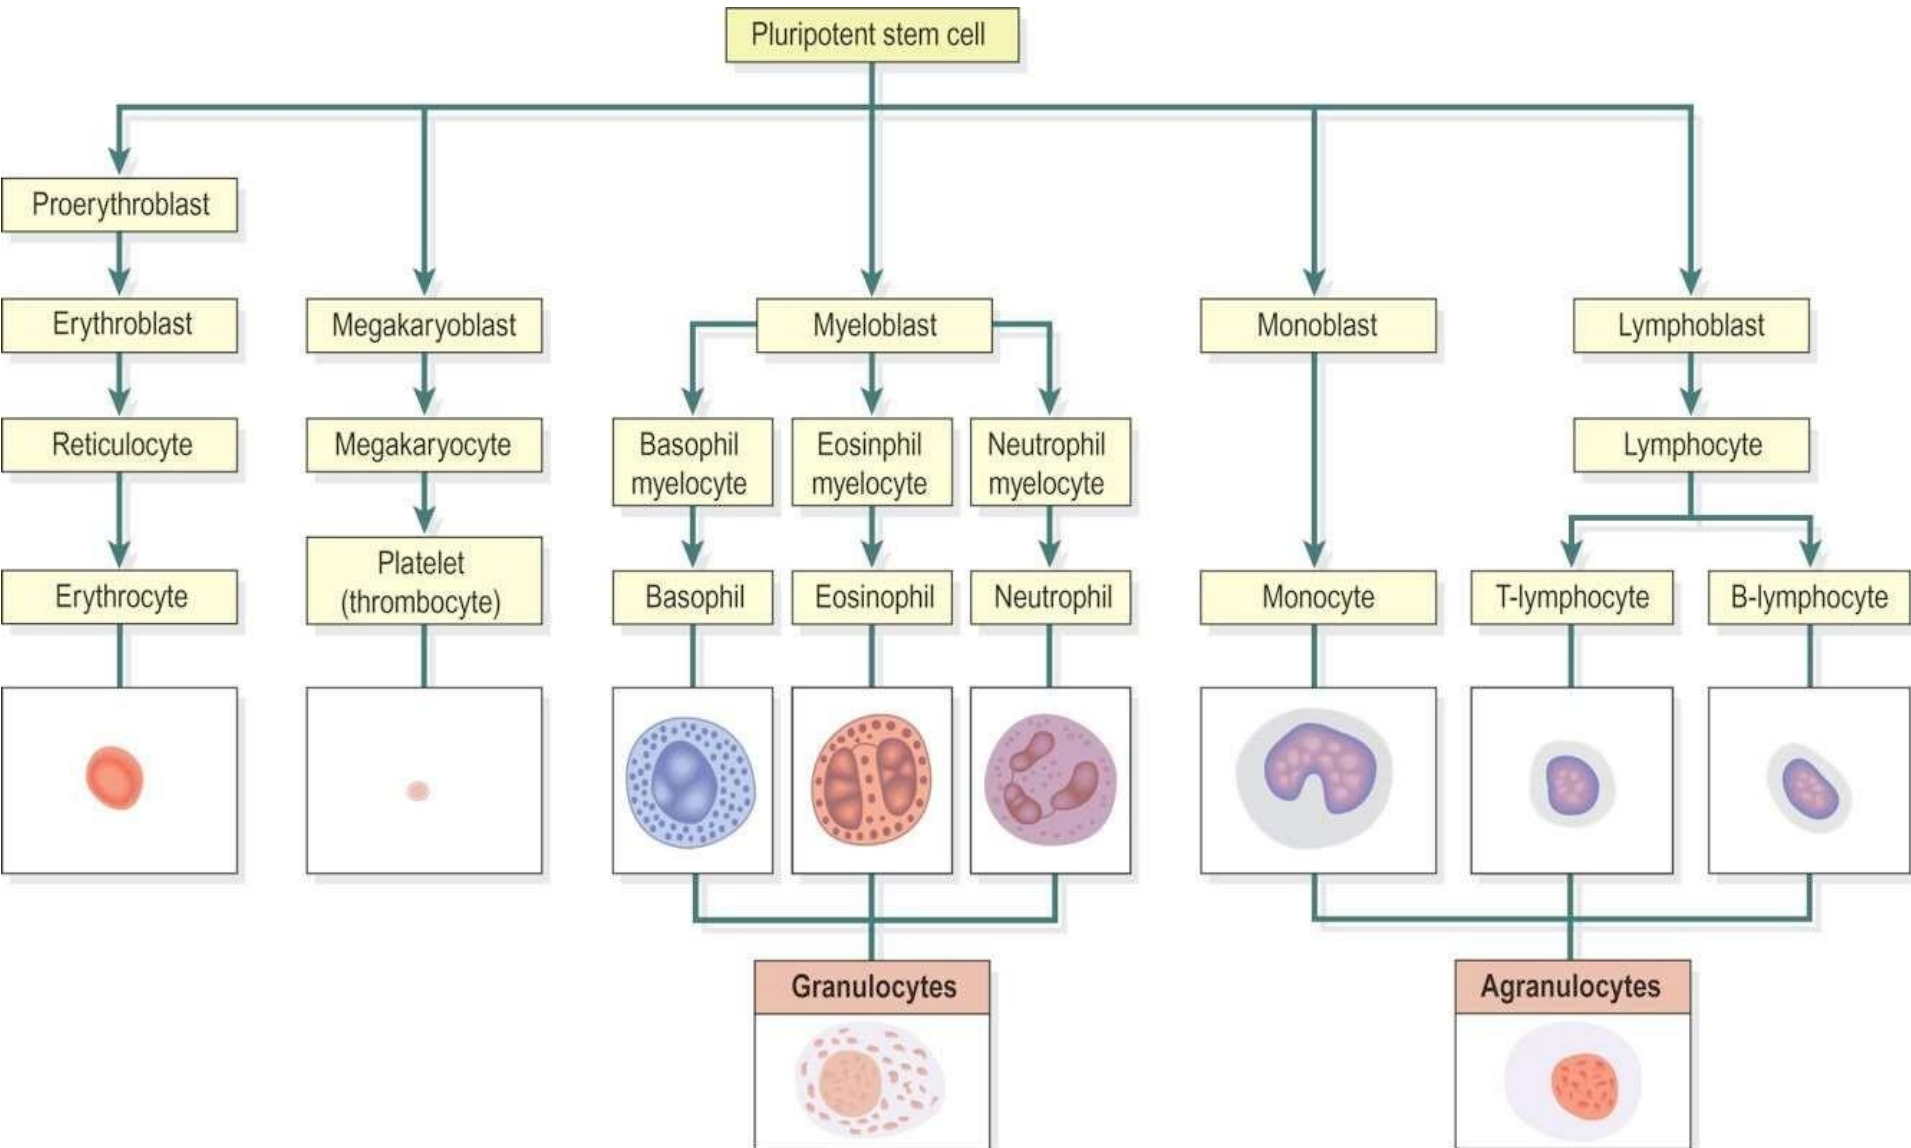 Pluripotent stem cell
Proerythroblast
Erythroblast
Megakaryoblast
Myeloblast
Monoblast
Lymphoblast
Reticulocyte
Megakaryocyte
Basophil
myelocyte
Eosinphil
myelocyte
Neutrophil
myelocyte
Lymphocyte
Erythrocyte
Platelet
(thrombocyte)
Basophil
Eosinophil
Neutrophil
Monocyte
T-lymphocyte
B-lymphocyte
Granulocytes
Agranulocytes